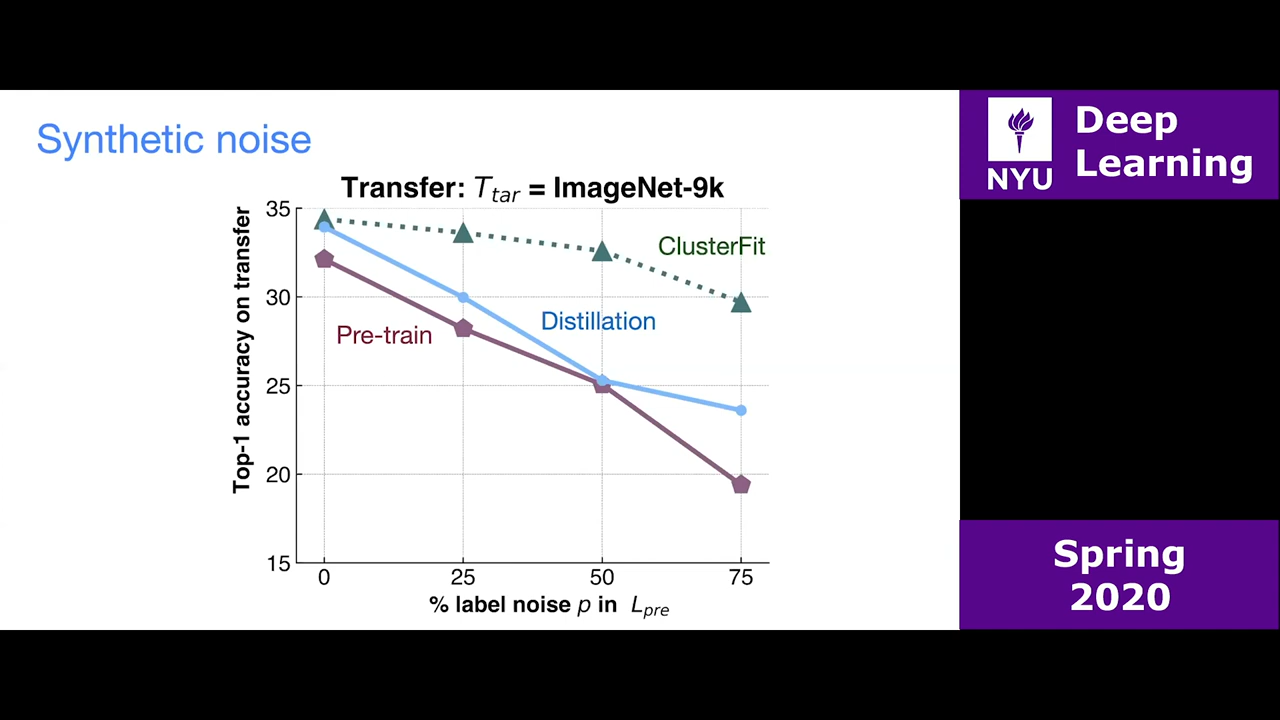 Synthetic noise
Transfer: T_tar = ImageNet-9k
Top-1 accuracy on transfer
35
30
25
20
15
ClusterFit
Distillation
Pre-train
0 25 50 75
% label noise p in L_pre
NYU
Deep
Learning
Spring
2020